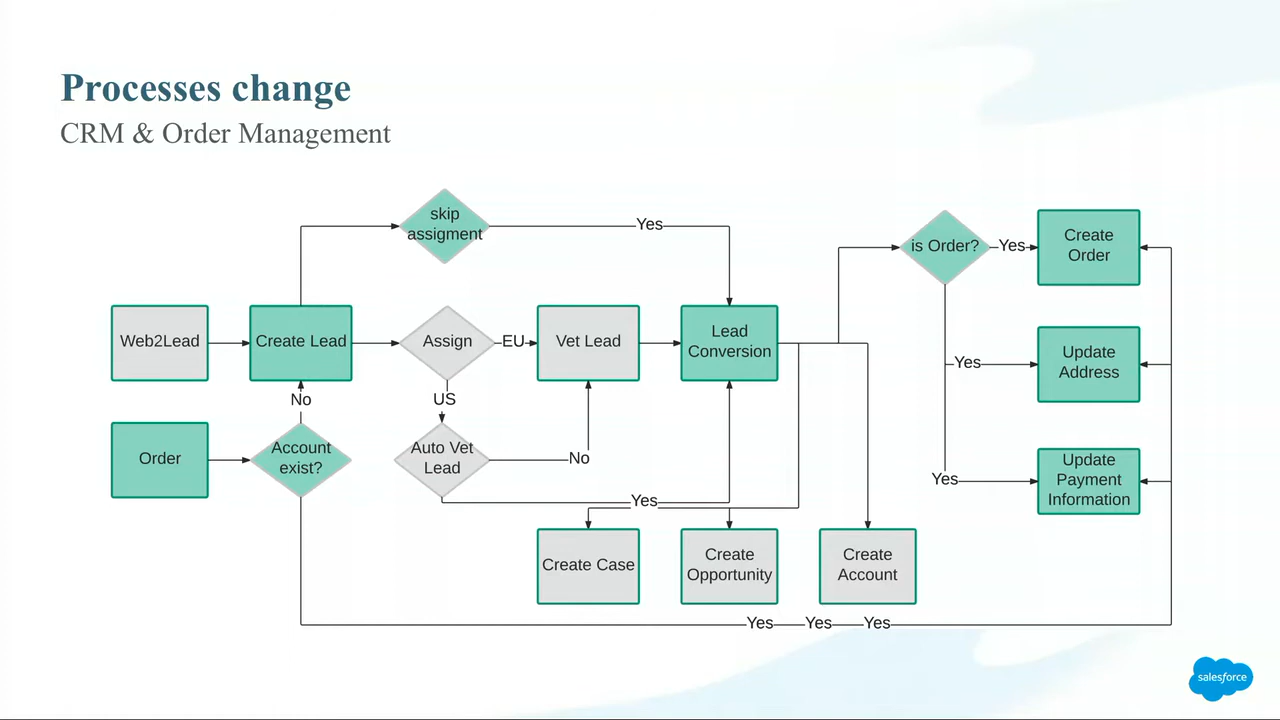 Processes change
CRM & Order Management
skip
assigment
Yes
is Order?
Yes
Create
Order
Web2Lead
Create Lead
Assign
EU
Vet Lead
Lead
Conversion
Yes
Update
Address
No
US
Order
Account
exist?
Auto Vet
Lead
No
Yes
Update
Payment
Information
Yes
Create Case
Create
Opportunity
Create
Account
Yes
Yes
Yes
salesforce